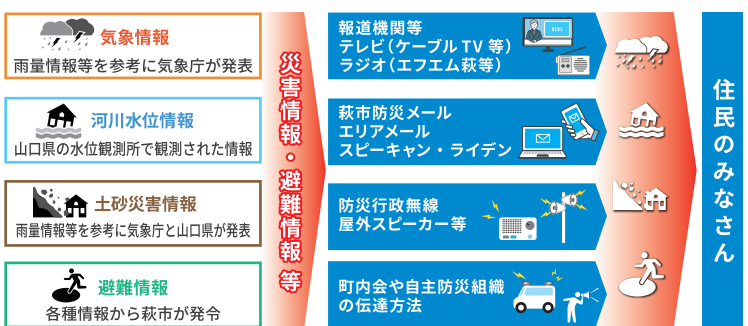 気象情報
雨量情報等を参考に気象庁が発表
河川水位情報
山口県の水位観測所で観測された情報
土砂災害情報
雨量情報等を参考に気象庁と山口県が発表
避難情報
各種情報から萩市が発令
災害情報・避難情報 等
報道機関等
テレビ（ケーブルTV 等）
ラジオ（エフエム萩等）
NEWS
萩市防災メール
エリアメール
スピーキャン・ライデン
防災行政無線
屋外スピーカー等
町内会や自主防災組織
の伝達方法
住民のみなさん